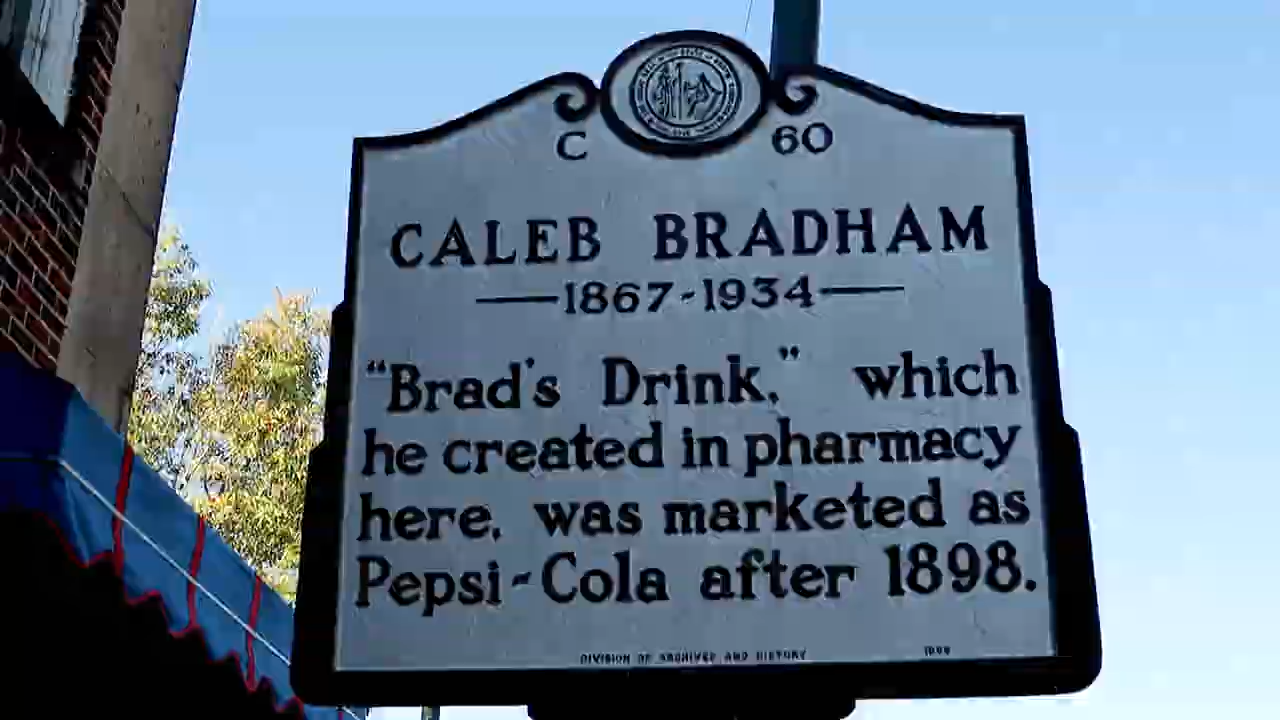 C 60
CALEB BRADHAM
1867-1934
"Brad's Drink," which
he created in pharmacy
here, was marketed as
Pepsi-Cola after 1898.
DIVISION OF ARCHIVES AND HISTORY